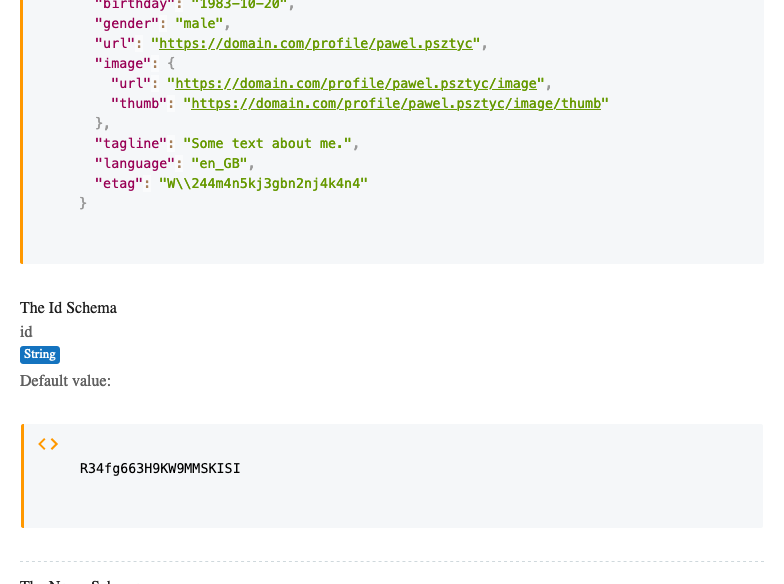 "birthday": "1983-10-20",
"gender": "male",
"url": "https://domain.com/profile/pawel.psztyc",
"image": {
"url": "https://domain.com/profile/pawel.psztyc/image",
"thumb": "https://domain.com/profile/pawel.psztyc/image/thumb"
},
"tagline": "Some text about me.",
"language": "en_GB",
"etag": "W\\244m4n5kj3gbn2nj4k4n4"
}
The Id Schema
id
String
Default value:
<>
R34fg663H9KW9MMSKISI